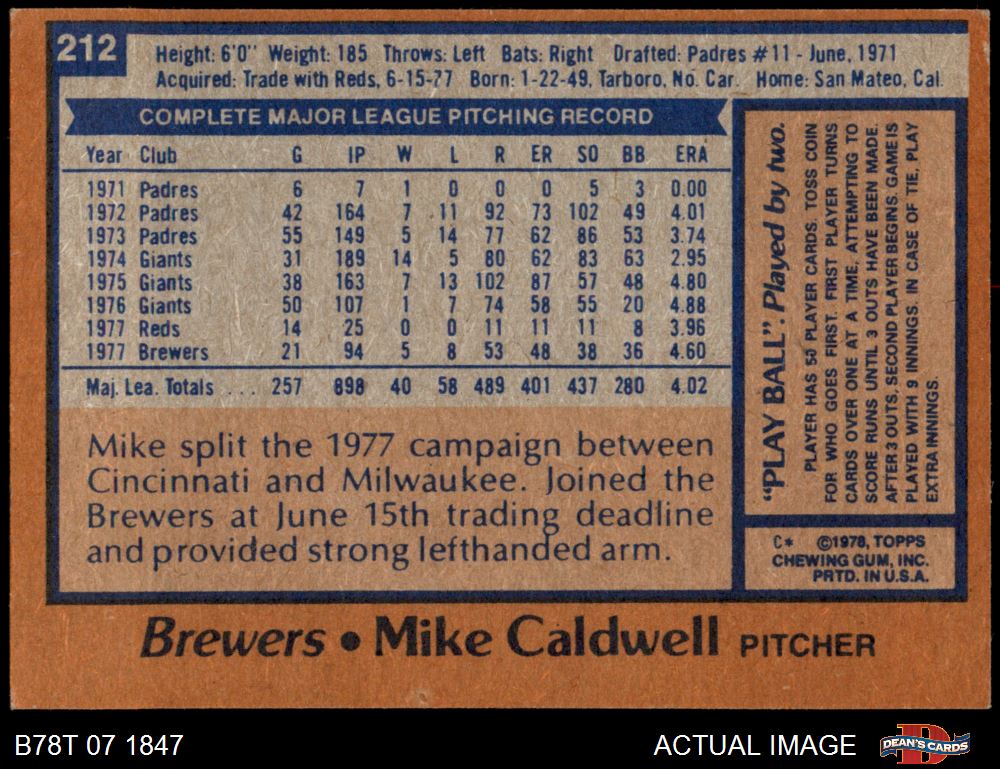 212
Height: 6'0" Weight: 185 Throws: Left Bats: Right Drafted: Padres #11 - June, 1971
Acquired: Trade with Reds, 6-15-77 Born: 1-22-49, Tarboro, No. Car. Home: San Mateo, Cal.
COMPLETE MAJOR LEAGUE PITCHING RECORD
Year Club G IP W L R ER SO BB ERA
1971 Padres 6 7 1 0 0 0 5 3 0.00
1972 Padres 42 164 7 11 92 73 102 49 4.01
1973 Padres 55 149 5 14 77 62 86 53 3.74
1974 Giants 31 189 14 5 80 62 83 63 2.95
1975 Giants 38 163 7 13 102 87 57 48 4.80
1976 Giants 50 107 1 7 74 58 55 20 4.88
1977 Reds 14 25 0 0 11 11 11 8 3.96
1977 Brewers 21 94 5 8 53 48 38 36 4.60
Maj. Lea. Totals . . . 257 898 40 58 489 401 437 280 4.02
Mike split the 1977 campaign between
Cincinnati and Milwaukee. Joined the
Brewers at June 15th trading deadline
and provided strong lefthanded arm.
"PLAY BALL". Played by two.
PLAYER HAS 50 PLAYER CARDS. TOSS COIN
FOR WHO GOES FIRST. FIRST PLAYER TURNS
CARDS OVER ONE AT A TIME, ATTEMPTING TO
SCORE RUNS UNTIL 3 OUTS HAVE BEEN MADE.
AFTER 3 OUTS, SECOND PLAYER BEGINS. GAME IS
PLAYED WITH 9 INNINGS. IN CASE OF TIE, PLAY
EXTRA INNINGS.
C* ©1978, TOPPS
CHEWING GUM, INC.
PRTD. IN U.S.A.
Brewers • Mike Caldwell PITCHER
B78T 07 1847
ACTUAL IMAGE
D
DEAN'S CARDS